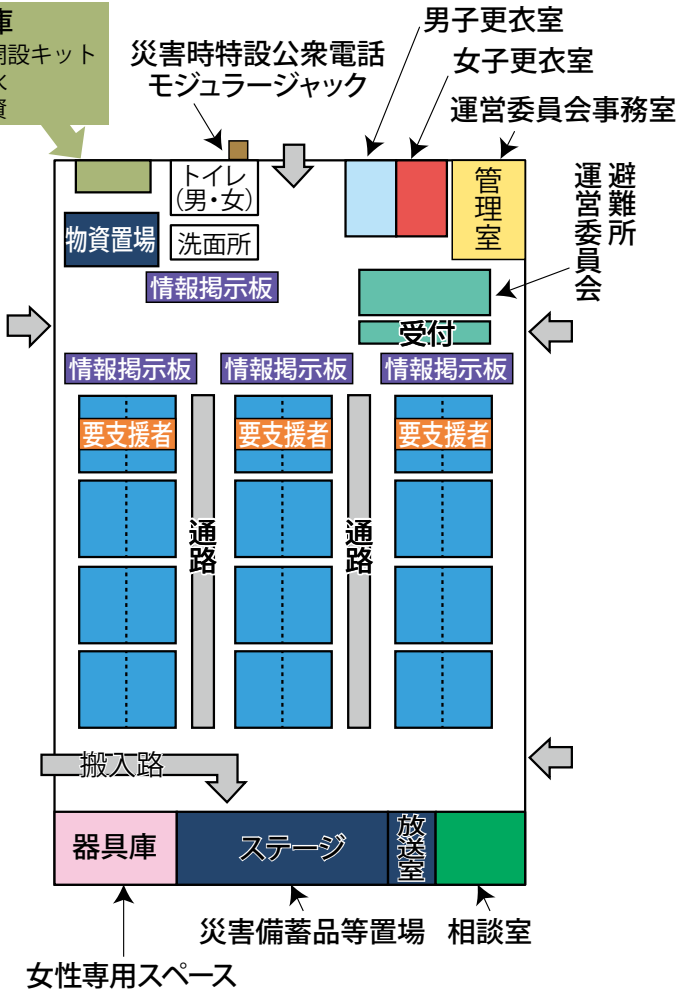 庫
開設キット
災害時特設公衆電話
モジュラージャック
男子更衣室
女子更衣室
運営委員会事務室
避難所
運営委員会
トイレ
(男・女)
管理室
物資置場
洗面所
情報掲示板
受付
情報掲示板
情報掲示板
情報掲示板
要支援者
要支援者
要支援者
通路
通路
搬入路
器具庫
ステージ
放送室
災害備蓄品等置場
相談室
女性専用スペース